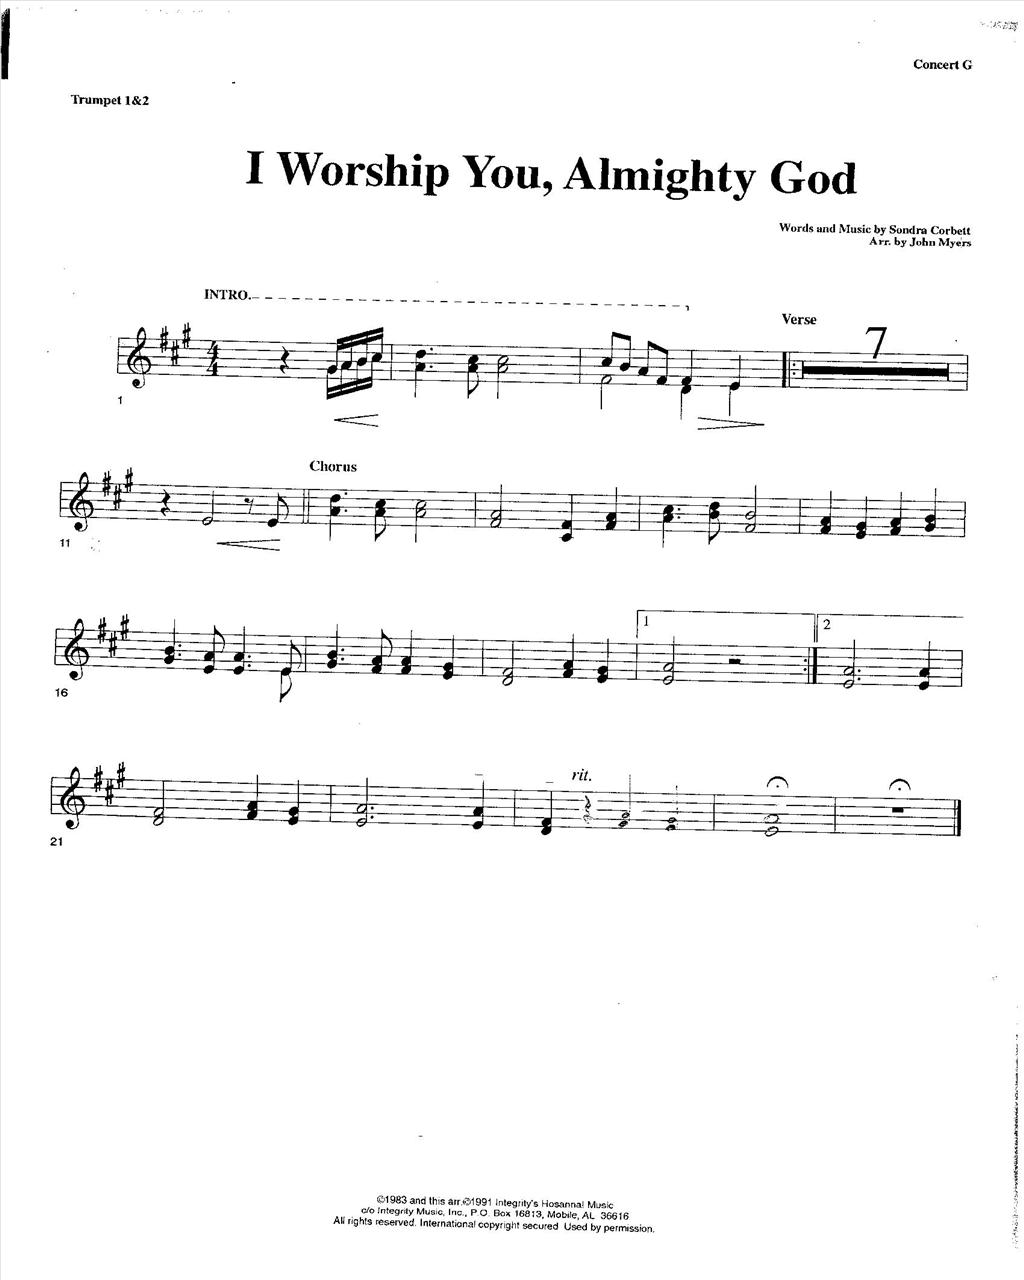 Concert G
Trumpet 1&2
I Worship You, Almighty God
Words and Music by Sondra Corbett
Arr. by John Myers
INTRO.
Verse
7
4
4
1
Chorus
11
1
2
16
rit.
21
©1983 and this arr.©1991 Integrity's Hosanna! Music
c/o Integrity Music, Inc., P.O. Box 16813, Mobile, AL 36616
All rights reserved. International copyright secured Used by permission.